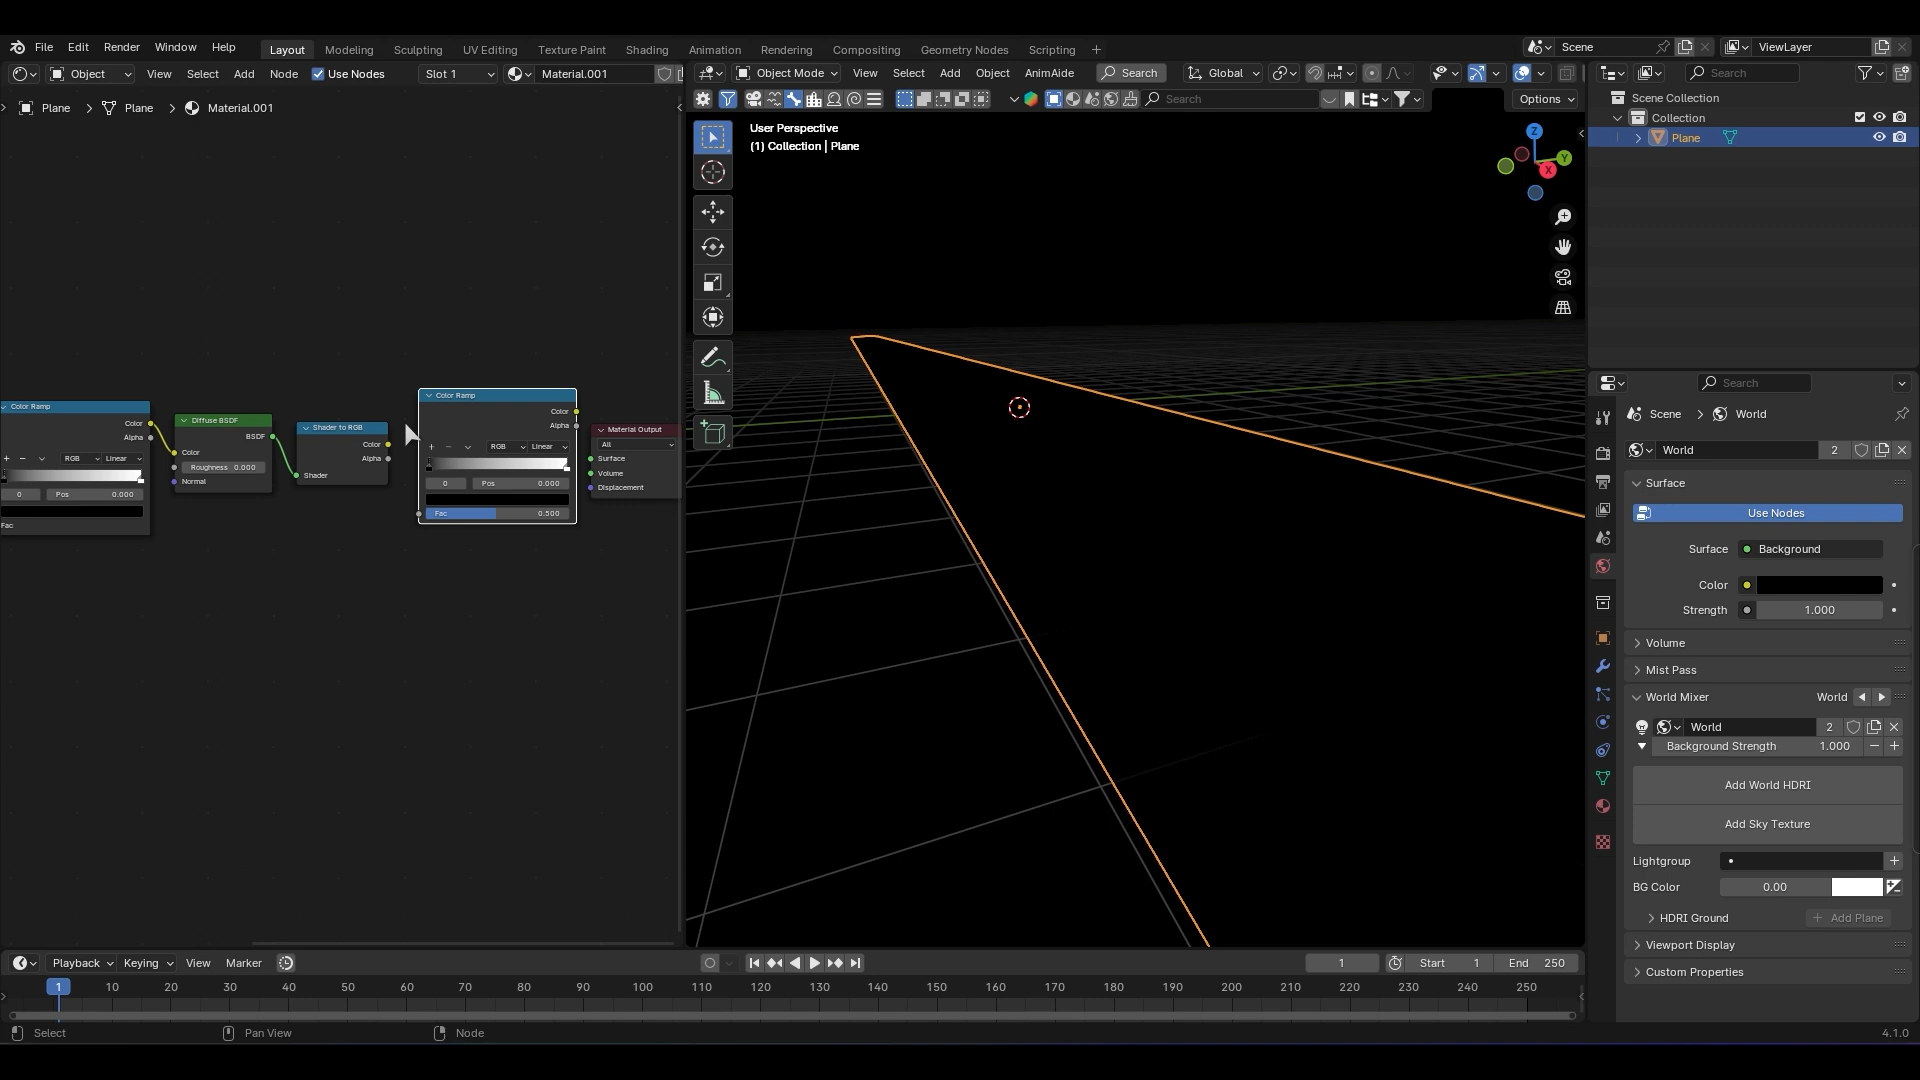 File Edit Render Window Help Layout Modeling Sculpting UV Editing Texture Paint Shading Animation Rendering Compositing Geometry Nodes Scripting + Scene ViewLayer
Object View Select Add Node Use Nodes Slot 1 Material.001
Object Mode View Select Add Object AnimAide Search Global
Search
Plane > Plane > Material.001
Search Options
User Perspective
(1) Collection | Plane
Z
Y
X
Color Ramp
Color
Alpha
RGB Linear
0 Pos 0.000
Fac
Diffuse BSDF
BSDF
Color
Roughness 0.000
Normal
Shader to RGB
Color
Alpha
Shader
Color Ramp
Color
Alpha
RGB Linear
0 Pos 0.000
Fac 0.500
Material Output
All
Surface
Volume
Displacement
Scene Collection
Collection
Plane
Search
Scene > World
World 2
Surface
Use Nodes
Surface Background
Color
Strength 1.000
Volume
Mist Pass
World Mixer World
World 2
Background Strength 1.000
Add World HDRI
Add Sky Texture
Lightgroup
BG Color 0.00
HDRI Ground Add Plane
Viewport Display
Custom Properties
Playback Keying View Marker 1 Start 1 End 250
1 10 20 30 40 50 60 70 80 90 100 110 120 130 140 150 160 170 180 190 200 210 220 230 240 250
Select Pan View Node 4.1.0